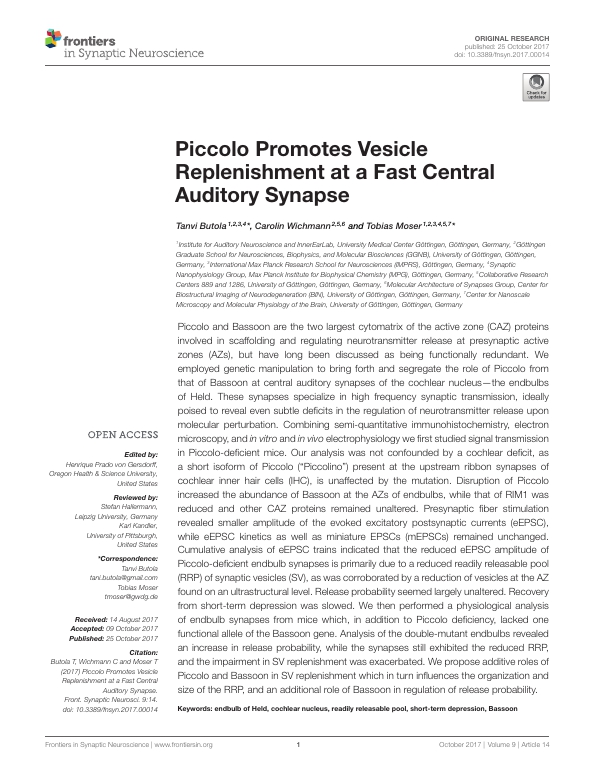 frontiers
in Synaptic Neuroscience
ORIGINAL RESEARCH
published: 25 October 2017
doi: 10.3389/fnsyn.2017.00014
Check for
updates
Piccolo Promotes Vesicle
Replenishment at a Fast Central
Auditory Synapse
Tanvi Butola 1,2,3,4*, Carolin Wichmann 2,5,6 and Tobias Moser 1,2,3,4,5,7*
1Institute for Auditory Neuroscience and InnerEarLab, University Medical Center Göttingen, Göttingen, Germany, 2Göttingen
Graduate School for Neurosciences, Biophysics, and Molecular Biosciences (GGNB), University of Göttingen, Göttingen,
Germany, 3International Max Planck Research School for Neurosciences (IMPRS), Göttingen, Germany, 4Synaptic
Nanophysiology Group, Max Planck Institute for Biophysical Chemistry (MPG), Göttingen, Germany, 5Collaborative Research
Centers 889 and 1286, University of Göttingen, Göttingen, Germany, 6Molecular Architecture of Synapses Group, Center for
Biostructural Imaging of Neurodegeneration (BIN), University of Göttingen, Göttingen, Germany, 7Center for Nanoscale
Microscopy and Molecular Physiology of the Brain, University of Göttingen, Göttingen, Germany
Piccolo and Bassoon are the two largest cytomatrix of the active zone (CAZ) proteins
involved in scaffolding and regulating neurotransmitter release at presynaptic active
zones (AZs), but have long been discussed as being functionally redundant. We
employed genetic manipulation to bring forth and segregate the role of Piccolo from
that of Bassoon at central auditory synapses of the cochlear nucleus—the endbulbs
of Held. These synapses specialize in high frequency synaptic transmission, ideally
poised to reveal even subtle deficits in the regulation of neurotransmitter release upon
molecular perturbation. Combining semi-quantitative immunohistochemistry, electron
microscopy, and in vitro and in vivo electrophysiology we first studied signal transmission
in Piccolo-deficient mice. Our analysis was not confounded by a cochlear deficit, as
a short isoform of Piccolo ("Piccolino") present at the upstream ribbon synapses of
cochlear inner hair cells (IHC), is unaffected by the mutation. Disruption of Piccolo
increased the abundance of Bassoon at the AZs of endbulbs, while that of RIM1 was
reduced and other CAZ proteins remained unaltered. Presynaptic fiber stimulation
revealed smaller amplitude of the evoked excitatory postsynaptic currents (eEPSC),
while eEPSC kinetics as well as miniature EPSCs (mEPSCs) remained unchanged.
Cumulative analysis of eEPSC trains indicated that the reduced eEPSC amplitude of
Piccolo-deficient endbulb synapses is primarily due to a reduced readily releasable pool
(RRP) of synaptic vesicles (SV), as was corroborated by a reduction of vesicles at the AZ
found on an ultrastructural level. Release probability seemed largely unaltered. Recovery
from short-term depression was slowed. We then performed a physiological analysis
of endbulb synapses from mice which, in addition to Piccolo deficiency, lacked one
functional allele of the Bassoon gene. Analysis of the double-mutant endbulbs revealed
an increase in release probability, while the synapses still exhibited the reduced RRP,
and the impairment in SV replenishment was exacerbated. We propose additive roles of
Piccolo and Bassoon in SV replenishment which in turn influences the organization and
size of the RRP, and an additional role of Bassoon in regulation of release probability.
Keywords: endbulb of Held, cochlear nucleus, readily releasable pool, short-term depression, Bassoon
OPEN ACCESS
Edited by:
Henrique Prado von Gersdorff,
Oregon Health & Science University,
United States
Reviewed by:
Stefan Hallermann,
Leipzig University, Germany
Karl Kandler,
University of Pittsburgh,
United States
*Correspondence:
Tanvi Butola
tani.butola@gmail.com
Tobias Moser
tmoser@gwdg.de
Received: 14 August 2017
Accepted: 09 October 2017
Published: 25 October 2017
Citation:
Butola T, Wichmann C and Moser T
(2017) Piccolo Promotes Vesicle
Replenishment at a Fast Central
Auditory Synapse.
Front. Synaptic Neurosci. 9:14.
doi: 10.3389/fnsyn.2017.00014
Frontiers in Synaptic Neuroscience | www.frontiersin.org
1
October 2017 | Volume 9 | Article 14